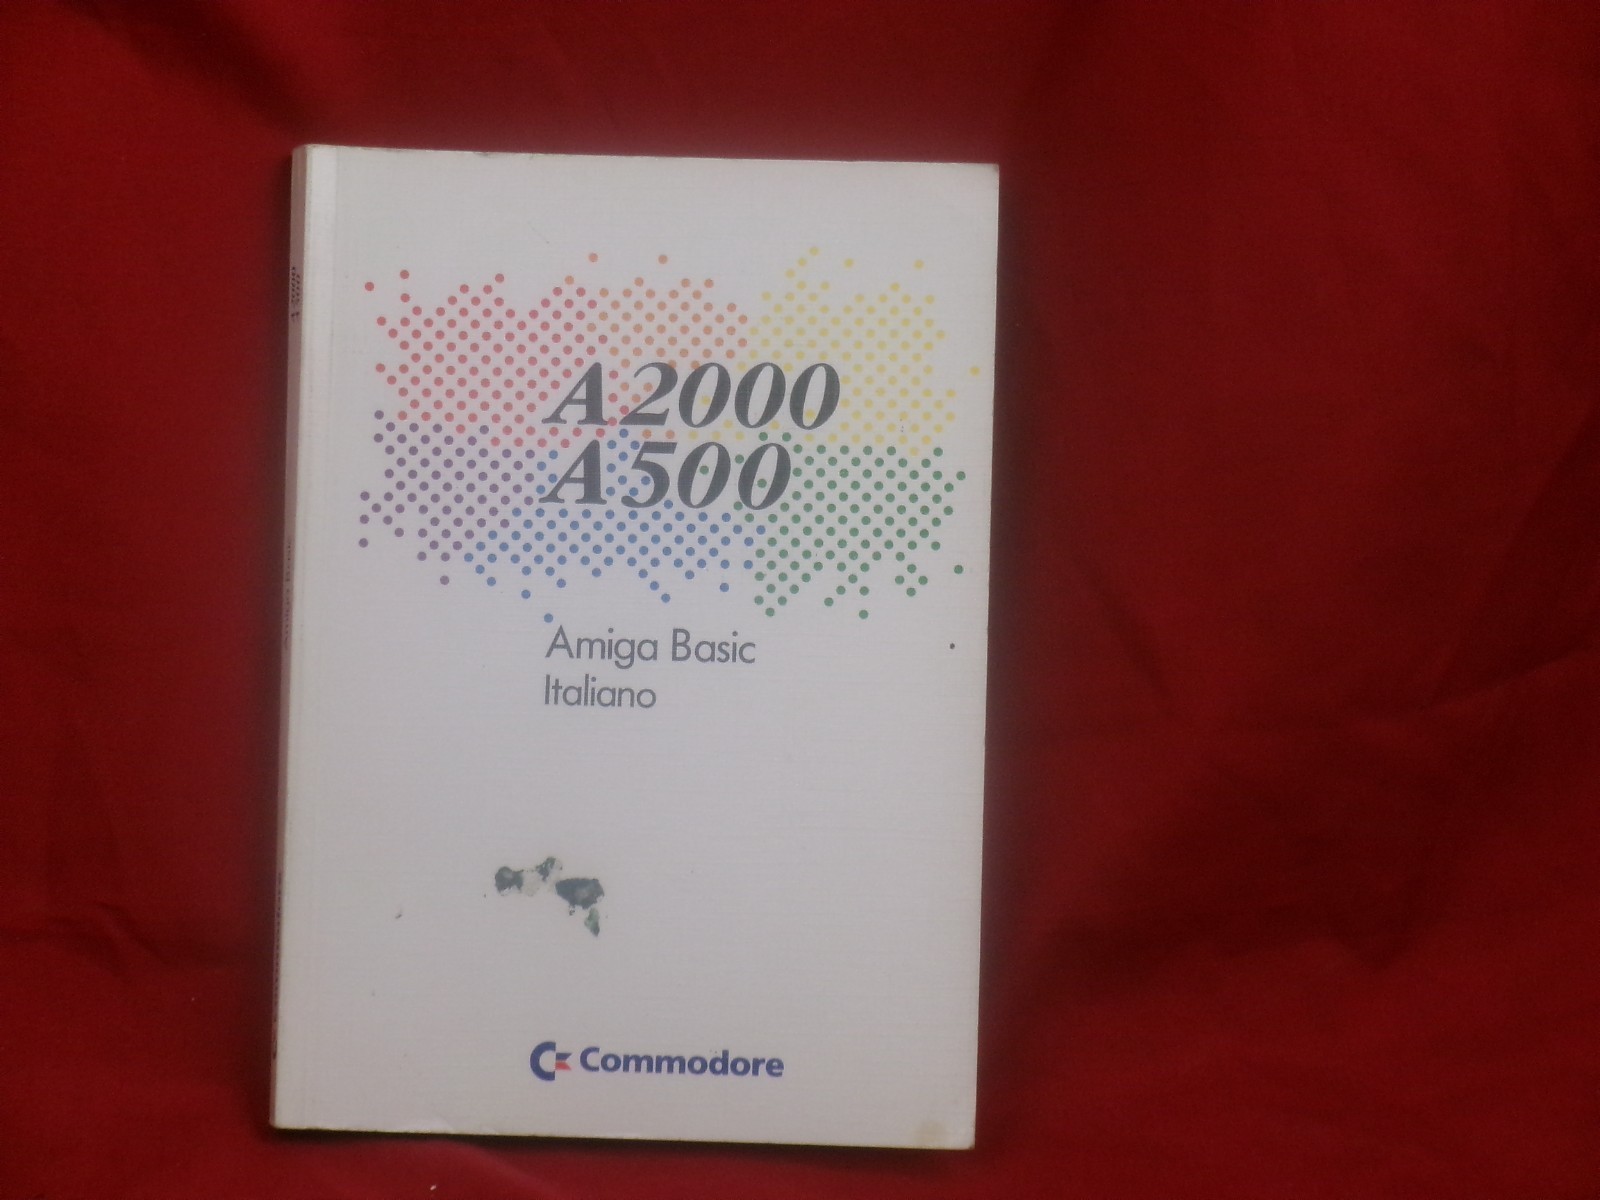 A2000
A500
Amiga Basic
Italiano
Commodore